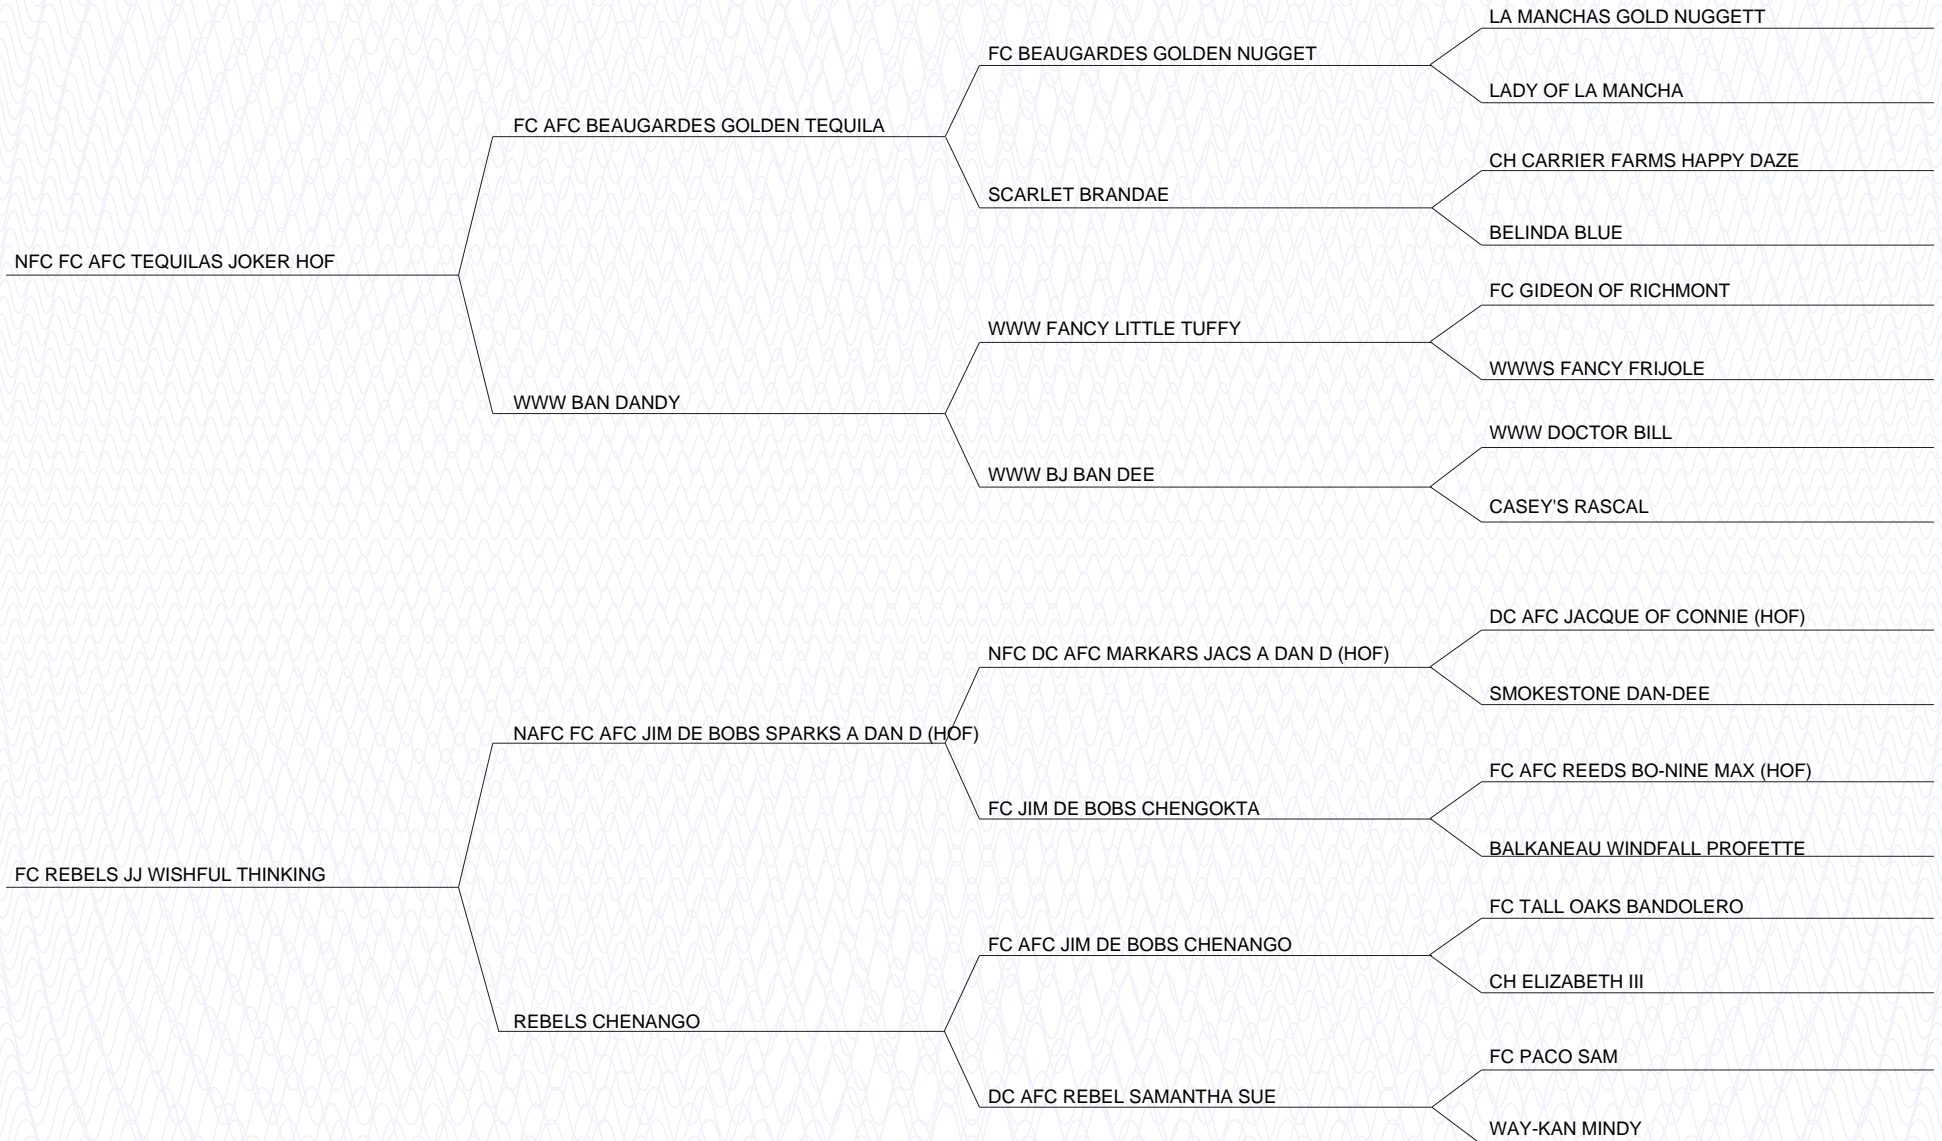 LA MANCHAS GOLD NUGGETT
FC BEAUGARDES GOLDEN NUGGET
LADY OF LA MANCHA
FC AFC BEAUGARDES GOLDEN TEQUILA
CH CARRIER FARMS HAPPY DAZE
SCARLET BRANDAE
BELINDA BLUE
NFC FC AFC TEQUILAS JOKER HOF
FC GIDEON OF RICHMONT
WWW FANCY LITTLE TUFFY
WWWS FANCY FRIJOLE
WWW BAN DANDY
WWW DOCTOR BILL
WWW BJ BAN DEE
CASEY'S RASCAL
DC AFC JACQUE OF CONNIE (HOF)
NFC DC AFC MARKARS JACS A DAN D (HOF)
SMOKESTONE DAN-DEE
NAFC FC AFC JIM DE BOBS SPARKS A DAN D (HOF)
FC AFC REEDS BO-NINE MAX (HOF)
FC JIM DE BOBS CHENGOKTA
BALKANEAU WINDFALL PROFETTE
FC REBELS JJ WISHFUL THINKING
FC TALL OAKS BANDOLERO
FC AFC JIM DE BOBS CHENANGO
CH ELIZABETH III
REBELS CHENANGO
FC PACO SAM
DC AFC REBEL SAMANTHA SUE
WAY-KAN MINDY